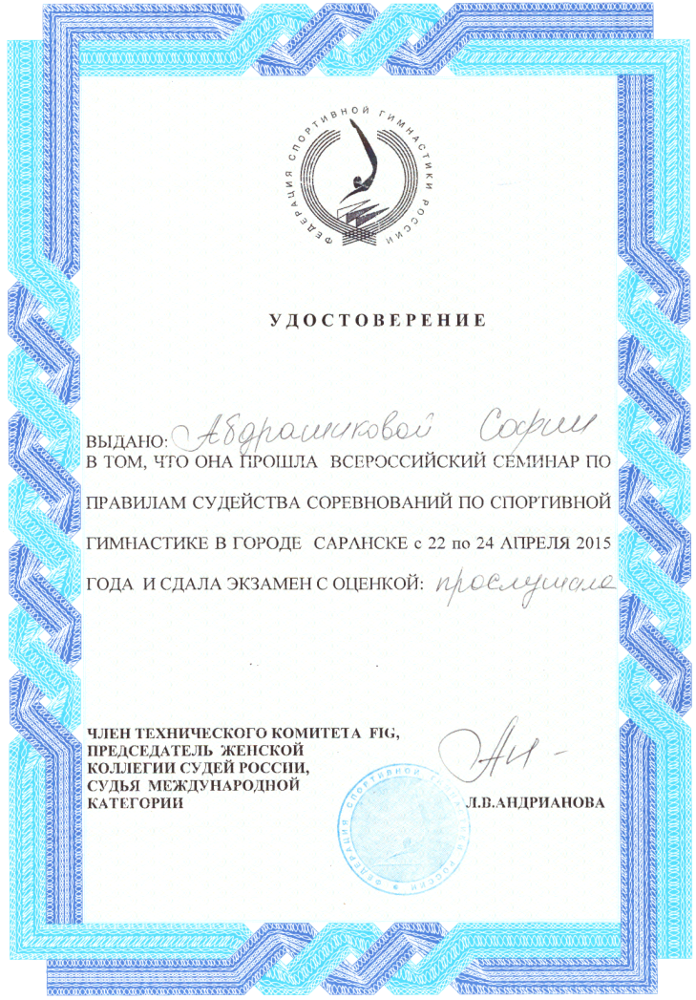 ФЕДЕРАЦИЯ СПОРТИВНОЙ ГИМНАСТИКИ РОССИИ
УДОСТОВЕРЕНИЕ
ВЫДАНО: Абдрашиковой Софии
В ТОМ, ЧТО ОНА ПРОШЛА ВСЕРОССИЙСКИЙ СЕМИНАР ПО
ПРАВИЛАМ СУДЕЙСТВА СОРЕВНОВАНИЙ ПО СПОРТИВНОЙ
ГИМНАСТИКЕ В ГОРОДЕ САРАНСКЕ с 22 по 24 АПРЕЛЯ 2015
ГОДА И СДАЛА ЭКЗАМЕН С ОЦЕНКОЙ: прослушала
ЧЛЕН ТЕХНИЧЕСКОГО КОМИТЕТА FIG,
ПРЕДСЕДАТЕЛЬ ЖЕНСКОЙ
КОЛЛЕГИИ СУДЕЙ РОССИИ,
СУДЬЯ МЕЖДУНАРОДНОЙ
КАТЕГОРИИ
Л.В.АНДРИАНОВА
ФЕДЕРАЦИЯ СПОРТИВНОЙ ГИМНАСТИКИ РОССИИ